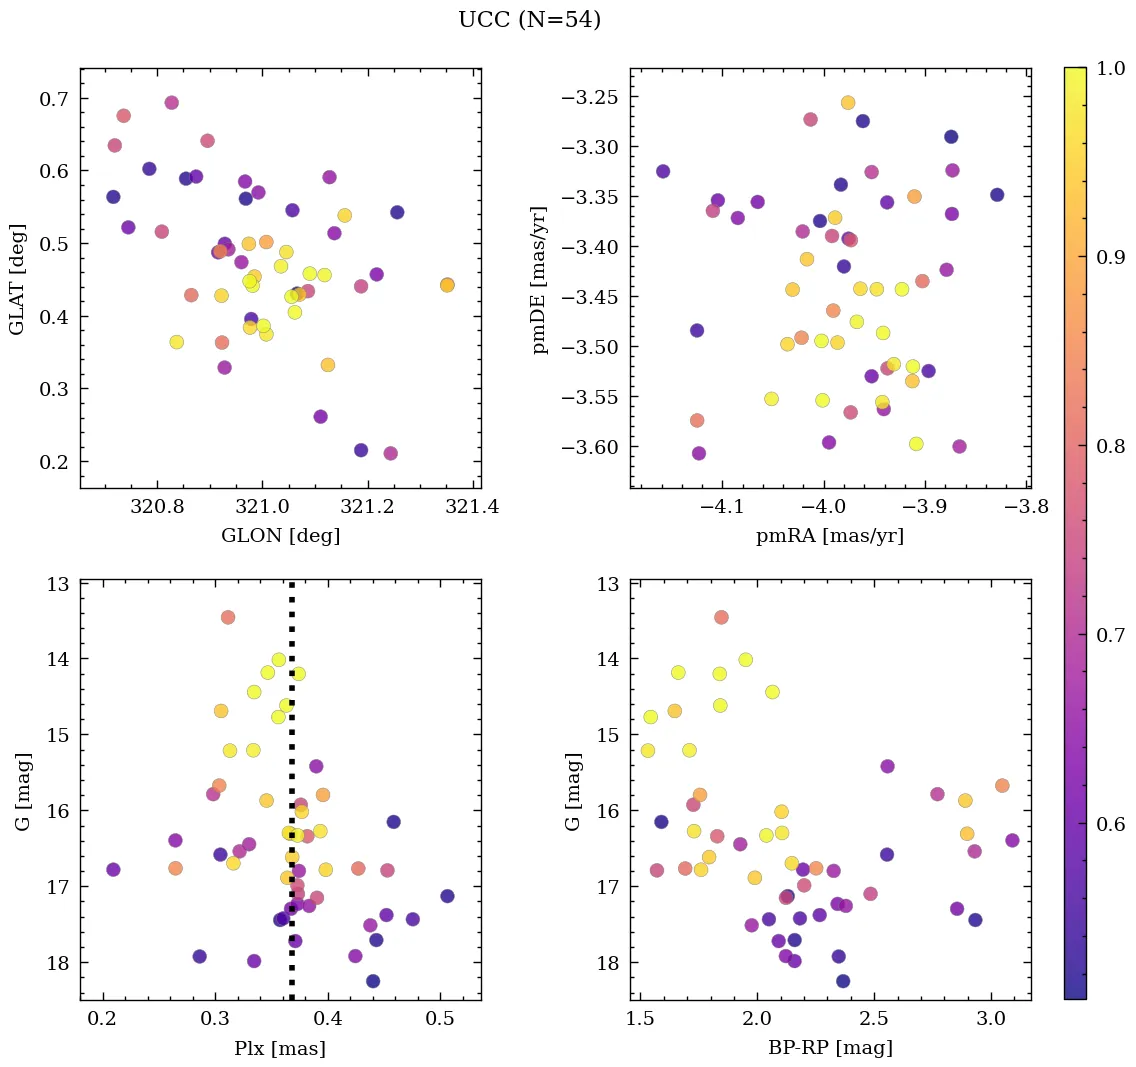 UCC (N=54)
0.7
0.6
0.5
0.4
0.3
0.2
GLAT [deg]
320.8 321.0 321.2 321.4
GLON [deg]
−3.25
−3.30
−3.35
−3.40
−3.45
−3.50
−3.55
−3.60
pmDE [mas/yr]
−4.1 −4.0 −3.9 −3.8
pmRA [mas/yr]
1.0
0.9
0.8
0.7
0.6
13
14
15
16
17
18
G [mag]
0.2 0.3 0.4 0.5
Plx [mas]
13
14
15
16
17
18
G [mag]
1.5 2.0 2.5 3.0
BP-RP [mag]